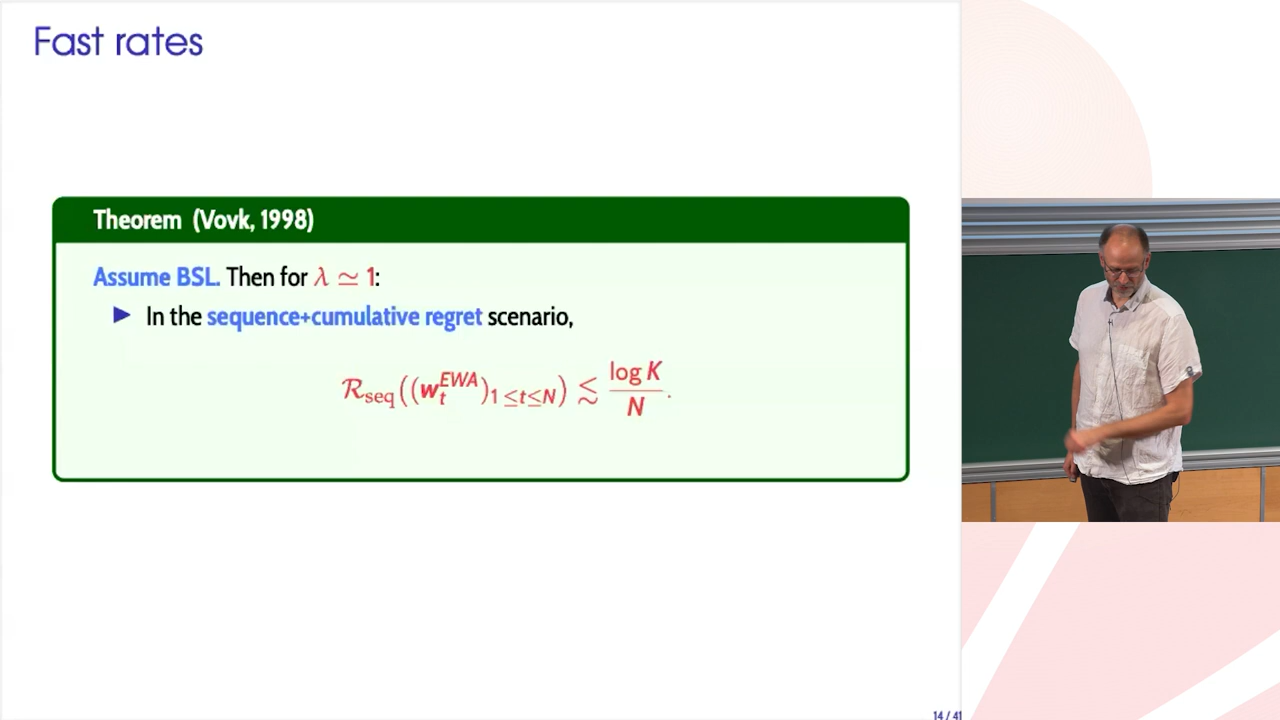 Fast rates
Theorem (Vovk, 1998)
Assume BSL. Then for λ ≃ 1:
▶ In the sequence+cumulative regret scenario,
ℛ_seq((w_t^{EWA})_{1≤t≤N}) ≲ log K / N.
14 / 41